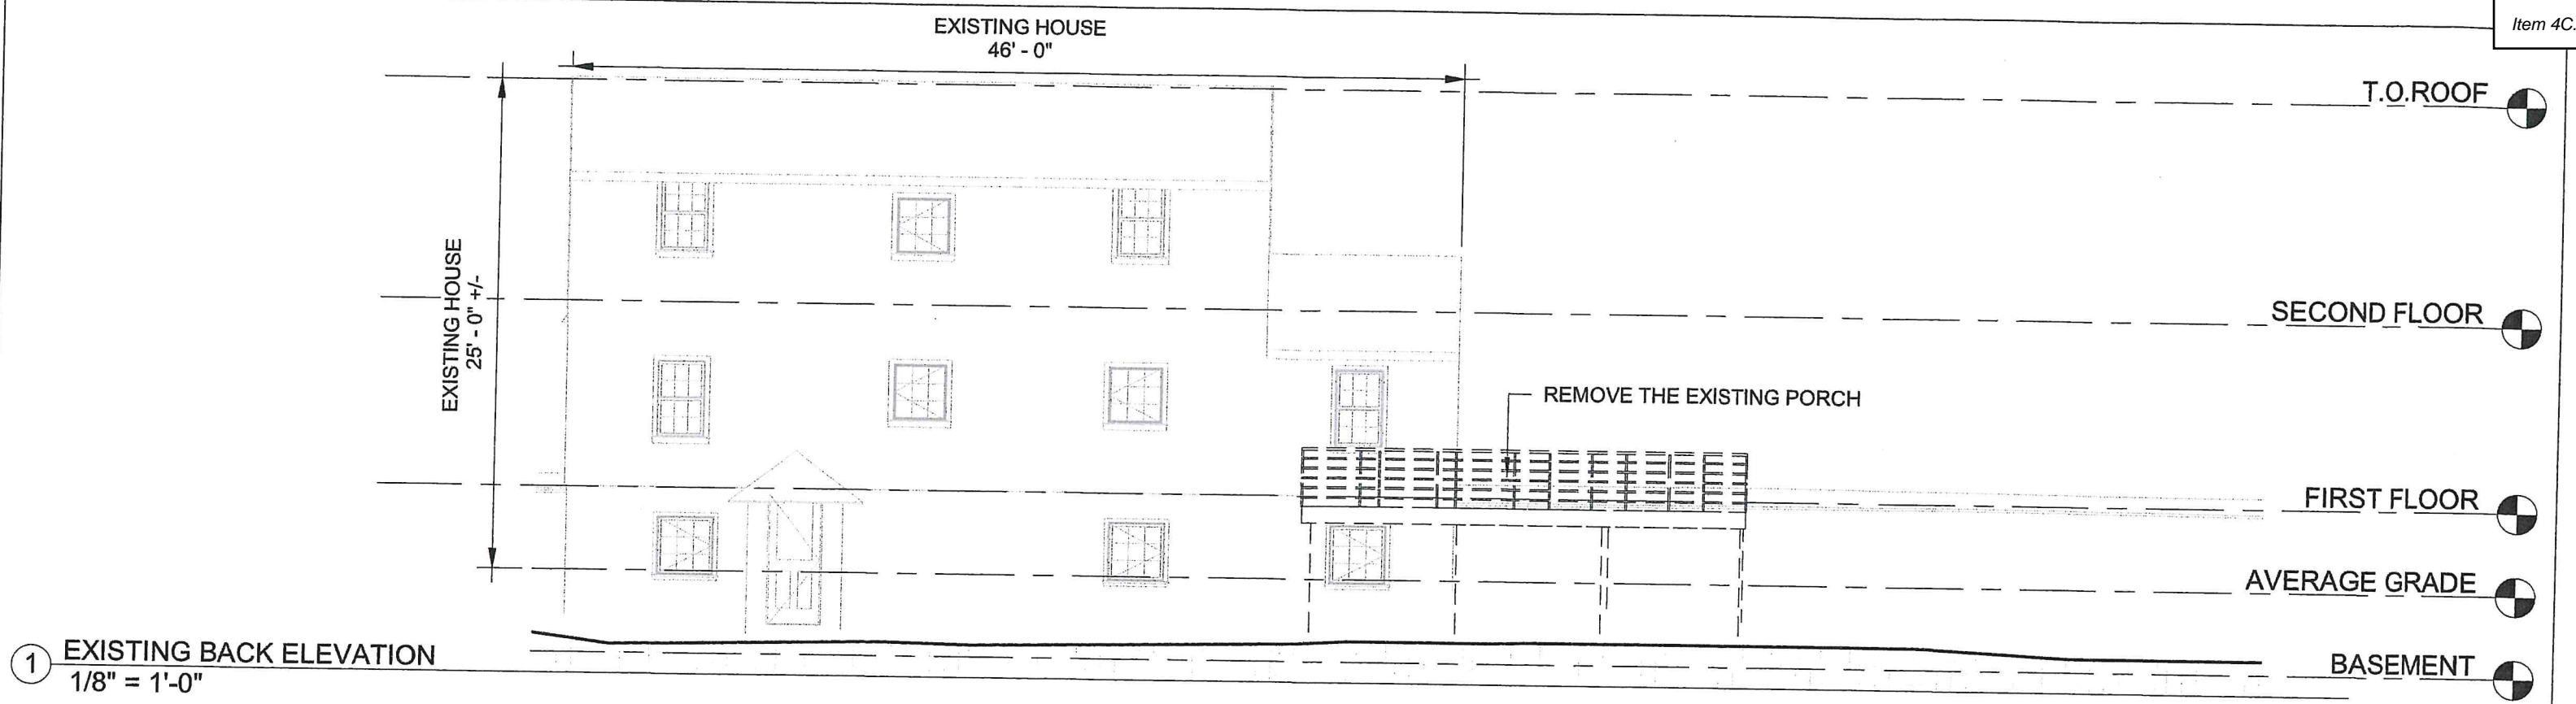 Item 4C.
EXISTING HOUSE
46' - 0"
T.O.ROOF
EXISTING HOUSE
25' - 0" +/-
SECOND FLOOR
REMOVE THE EXISTING PORCH
FIRST FLOOR
AVERAGE GRADE
1 EXISTING BACK ELEVATION
1/8" = 1'-0"
BASEMENT